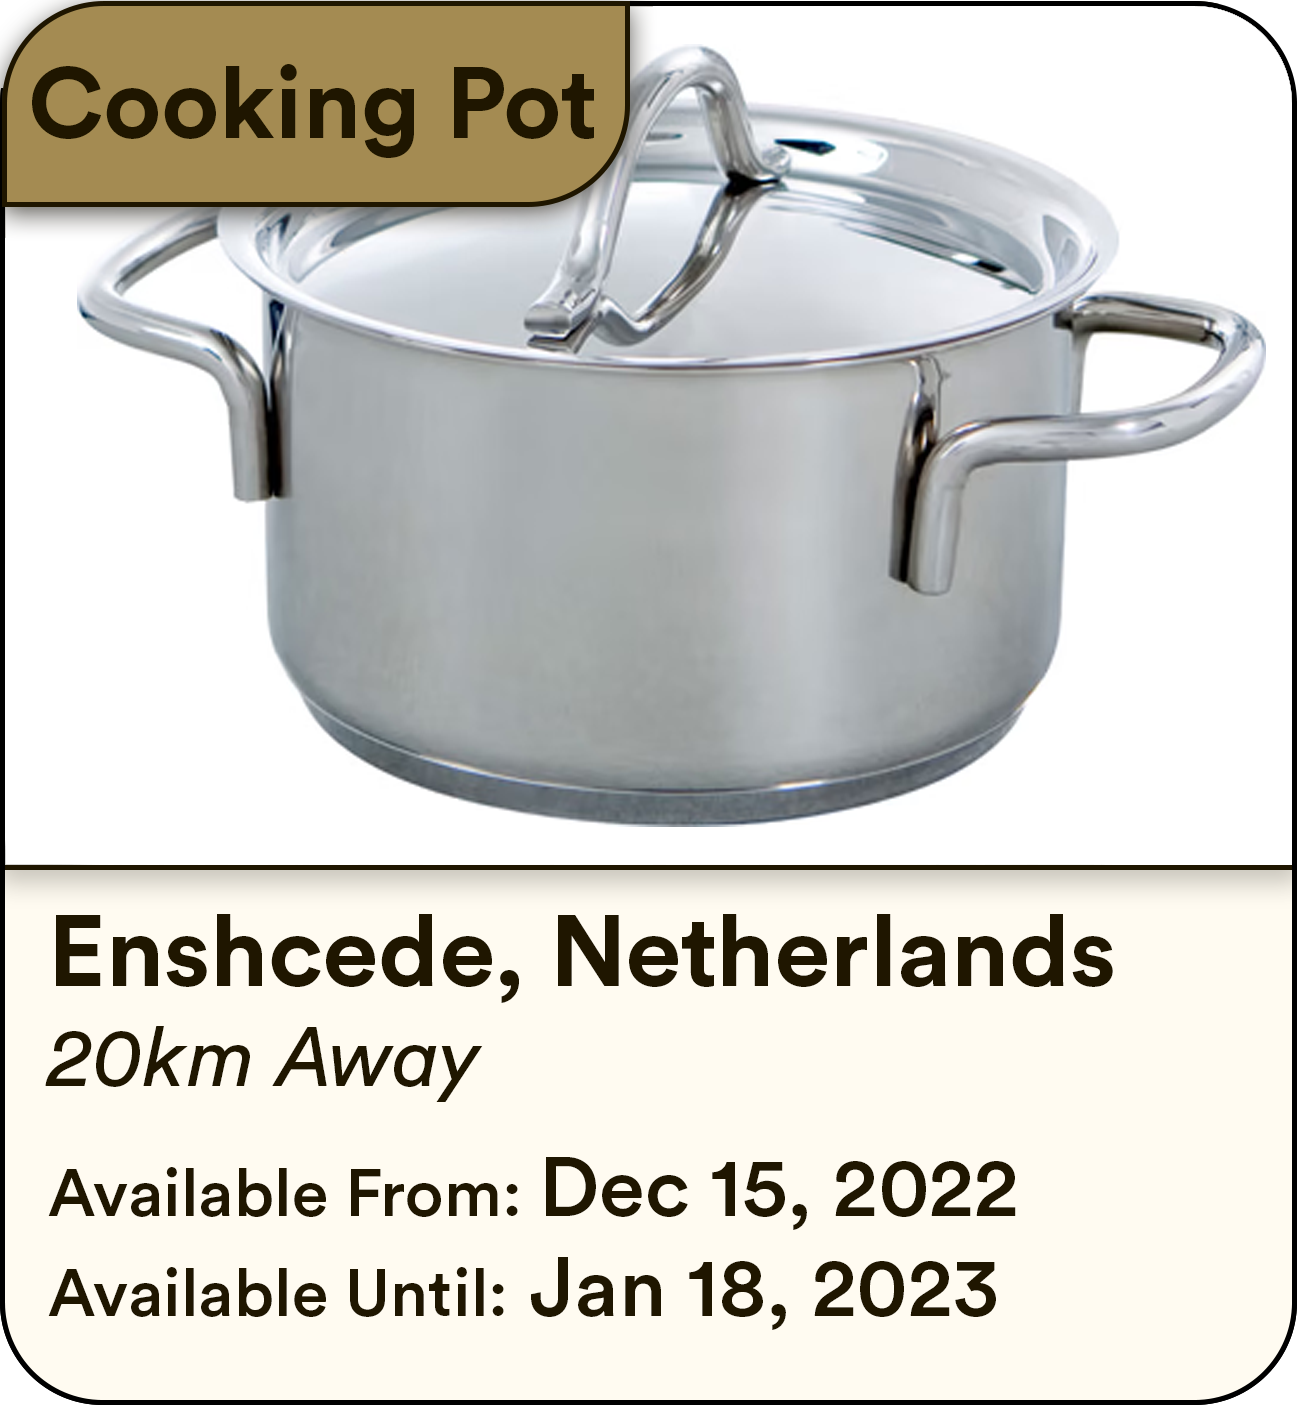 Cooking Pot
Enshcede, Netherlands
20km Away
Available From: Dec 15, 2022
Available Until: Jan 18, 2023